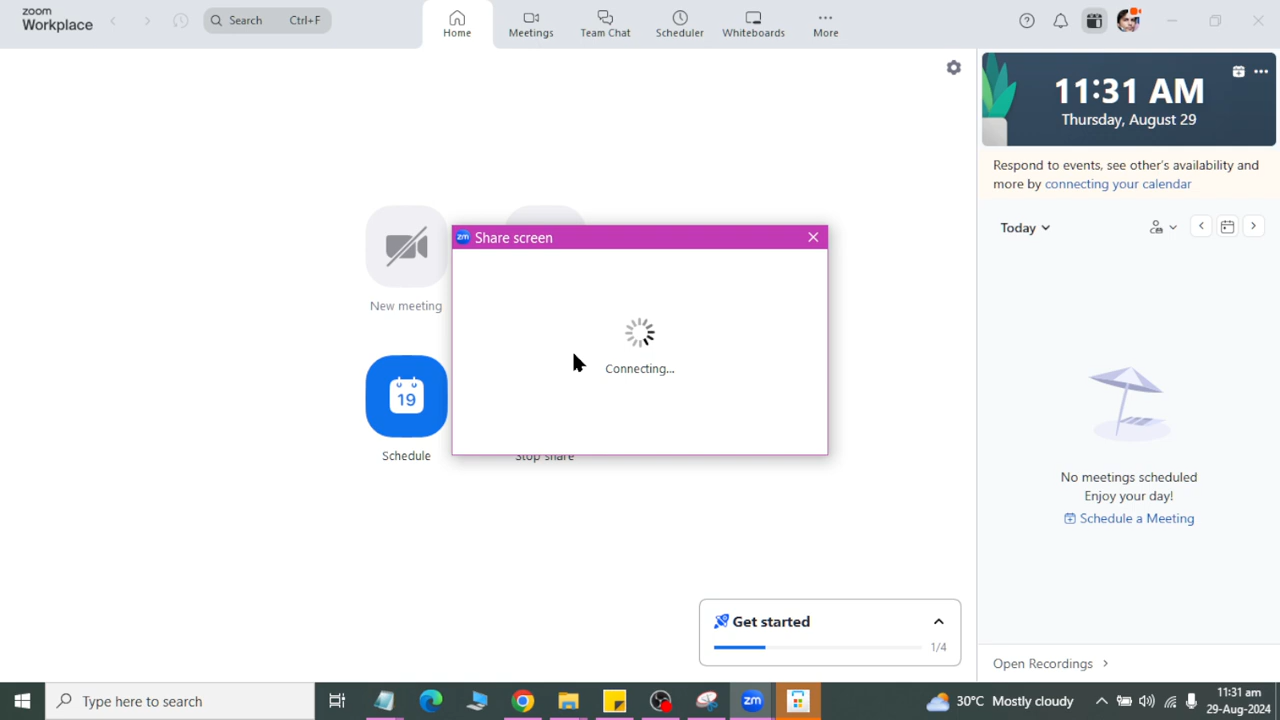 zoom
Workplace
Search Ctrl+F
Home
Meetings
Team Chat
Scheduler
Whiteboards
More
11:31 AM
Thursday, August 29
Respond to events, see other's availability and
more by connecting your calendar
Today
zm Share screen
New meeting
Connecting...
19
Schedule
Stop share
No meetings scheduled
Enjoy your day!
Schedule a Meeting
Get started
1/4
Open Recordings
Type here to search
zm
30°C Mostly cloudy
11:31 am
29-Aug-2024